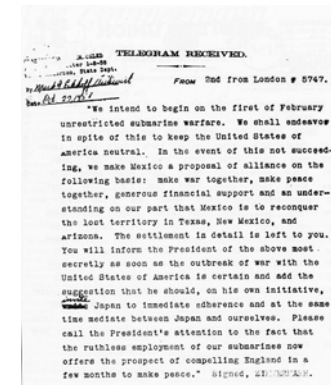 TELEGRAM RECEIVED.
FROM 2nd from London # 5747.
"We intend to begin on the first of February
unrestricted submarine warfare. We shall endeavor
in spite of this to keep the United States of
America neutral. In the event of this not succeed-
ing, we make Mexico a proposal of alliance on the
following basis: make war together, make peace
together, generous financial support and an under-
standing on our part that Mexico is to reconquer
the lost territory in Texas, New Mexico, and
Arizona. The settlement in detail is left to you.
You will inform the President of the above most
secretly as soon as the outbreak of war with the
United States of America is certain and add the
suggestion that he should, on his own initiative,
Japan to immediate adherence and at the same
time mediate between Japan and ourselves. Please
call the President's attention to the fact that
the ruthless employment of our submarines now
offers the prospect of compelling England in a
few months to make peace." Signed, ZIMMERMANN.